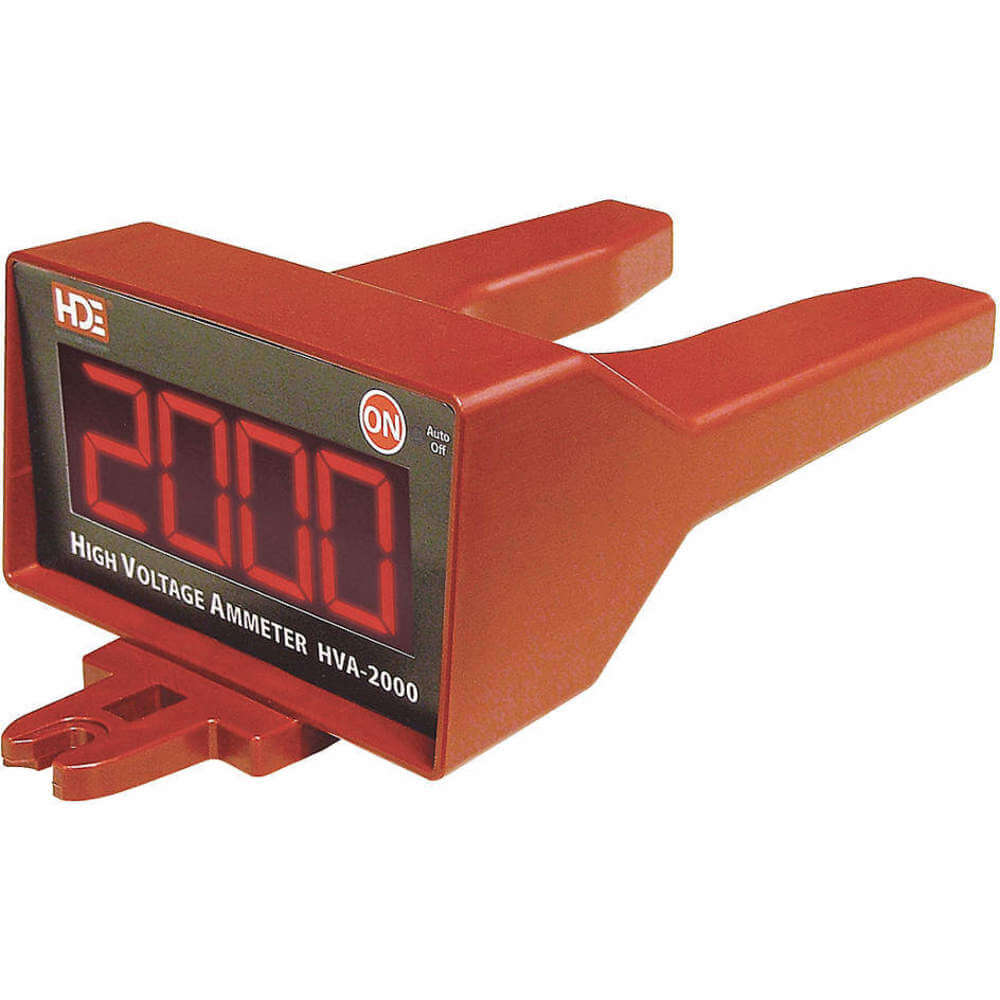 HDE
ON
Auto
Off
2000
HIGH VOLTAGE AMMETER HVA-2000